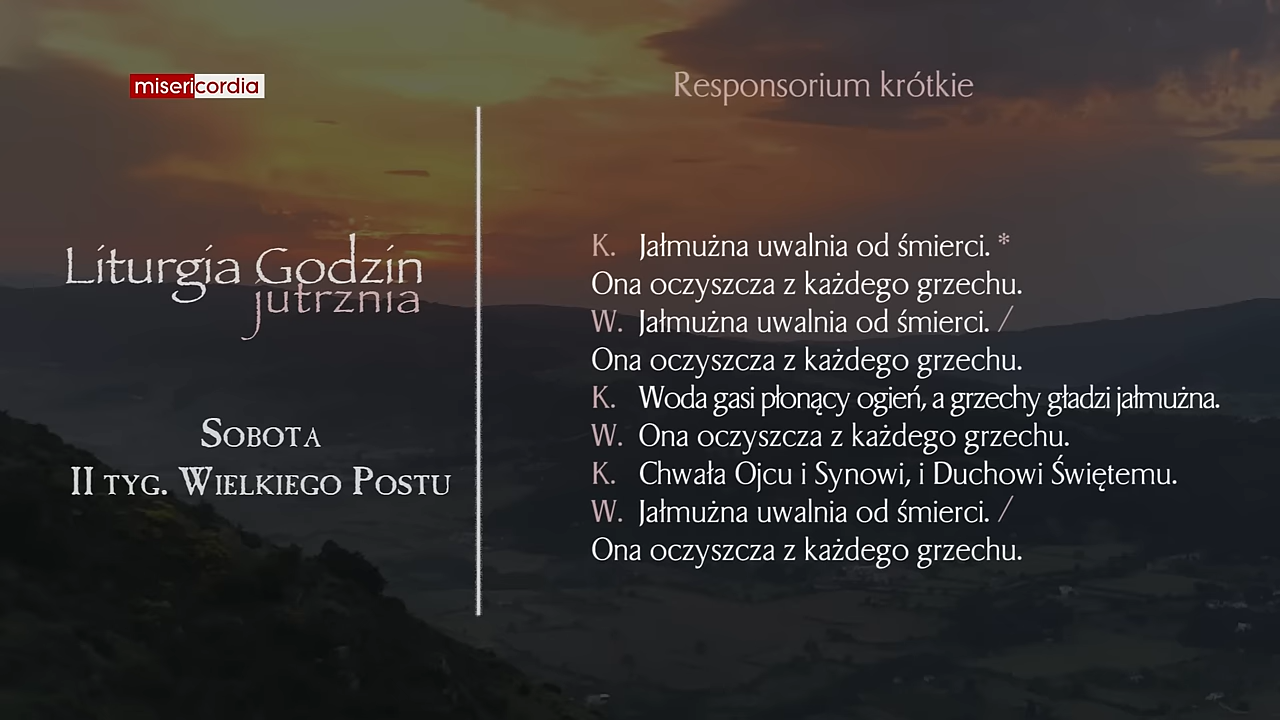 misericordia
Liturgia Godzin
jutrznia
Sobota
II tyg. Wielkiego Postu
Responsorium krótkie
K. Jałmużna uwalnia od śmierci. *
Ona oczyszcza z każdego grzechu.
W. Jałmużna uwalnia od śmierci. /
Ona oczyszcza z każdego grzechu.
K. Woda gasi płonący ogień, a grzechy gładzi jałmużna.
W. Ona oczyszcza z każdego grzechu.
K. Chwała Ojcu i Synowi, i Duchowi Świętemu.
W. Jałmużna uwalnia od śmierci. /
Ona oczyszcza z każdego grzechu.